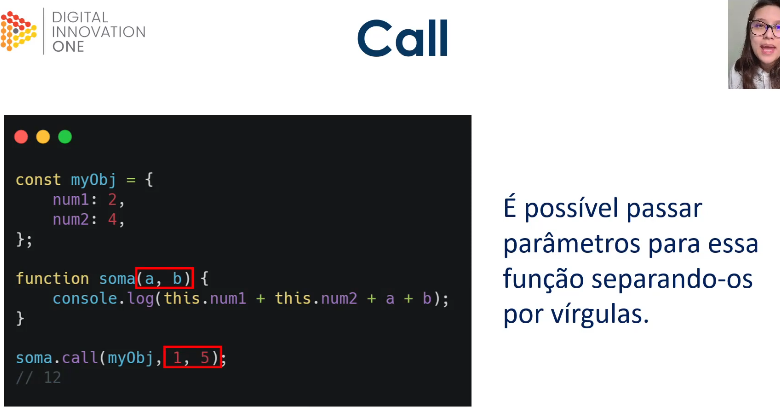 DIGITAL
INNOVATION
ONE
Call
const myObj = {
    num1: 2,
    num2: 4,
};
function soma(a, b) {
    console.log(this.num1 + this.num2 + a + b);
}
soma.call(myObj, 1, 5);
// 12
É possível passar
parâmetros para essa
função separando-os
por vírgulas.